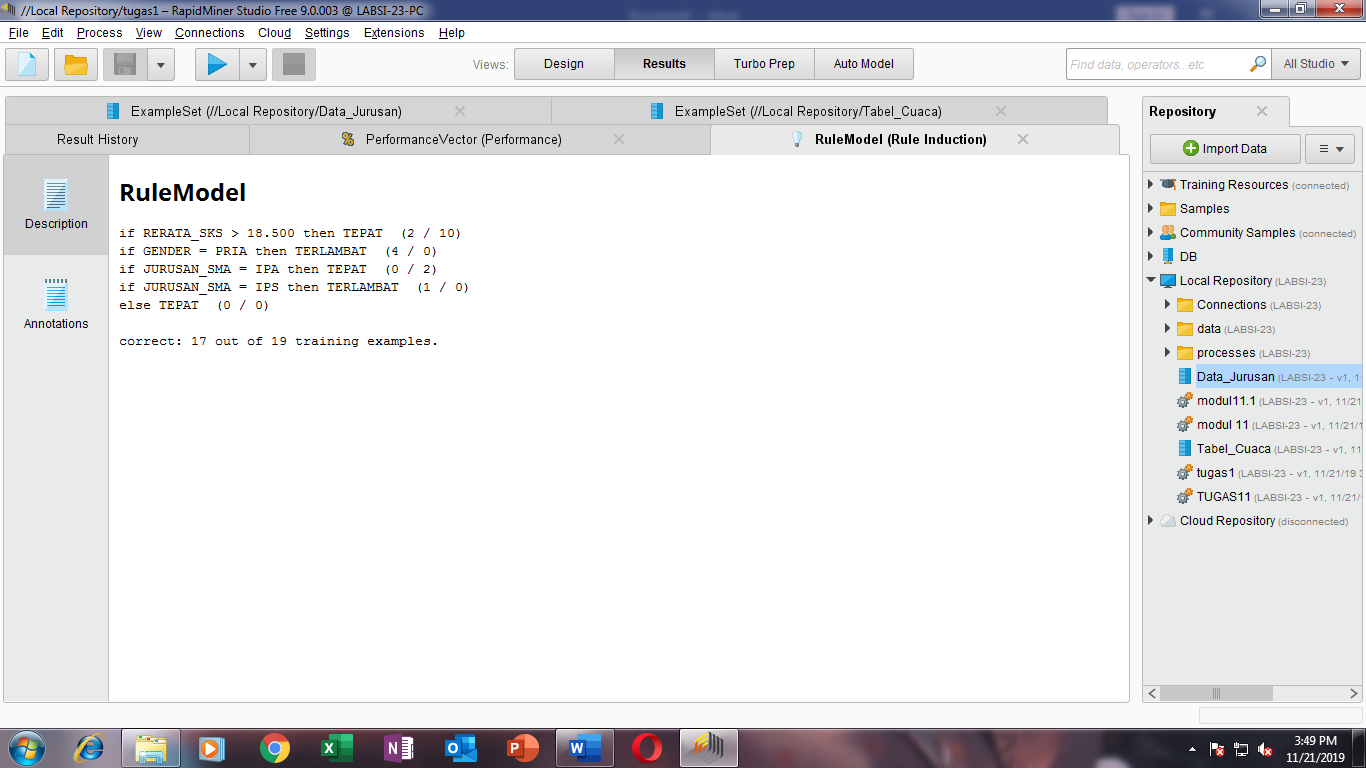 //Local Repository/tugas1 – RapidMiner Studio Free 9.0.003 @ LABSI-23-PC
File Edit Process View Connections Cloud Settings Extensions Help
Views: Design Results Turbo Prep Auto Model Find data, operators...etc All Studio
ExampleSet (//Local Repository/Data_Jurusan) ExampleSet (//Local Repository/Tabel_Cuaca)
Result History PerformanceVector (Performance) RuleModel (Rule Induction)
Description
Annotations
RuleModel
if RERATA_SKS > 18.500 then TEPAT (2 / 10)
if GENDER = PRIA then TERLAMBAT (4 / 0)
if JURUSAN_SMA = IPA then TEPAT (0 / 2)
if JURUSAN_SMA = IPS then TERLAMBAT (1 / 0)
else TEPAT (0 / 0)
correct: 17 out of 19 training examples.
Repository
Import Data
Training Resources (connected)
Samples
Community Samples (connected)
DB
Local Repository (LABSI-23)
Connections (LABSI-23)
data (LABSI-23)
processes (LABSI-23)
Data_Jurusan (LABSI-23 - v1, 1
modul11.1 (LABSI-23 - v1, 11/21
modul 11 (LABSI-23 - v1, 11/21/1
Tabel_Cuaca (LABSI-23 - v1, 11
tugas1 (LABSI-23 - v1, 11/21/19 3
TUGAS11 (LABSI-23 - v1, 11/21/
Cloud Repository (disconnected)
3:49 PM
11/21/2019